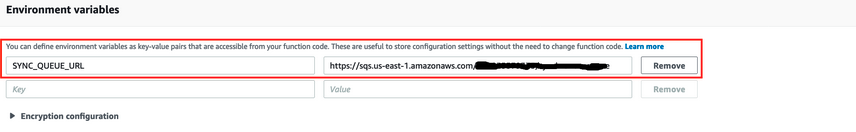 Environment variables
You can define environment variables as key-value pairs that are accessible from your function code. These are useful to store configuration settings without the need to change function code. Learn more
SYNC_QUEUE_URL https://sqs.us-east-1.amazonaws.com/ Remove
Key Value Remove
Encryption configuration